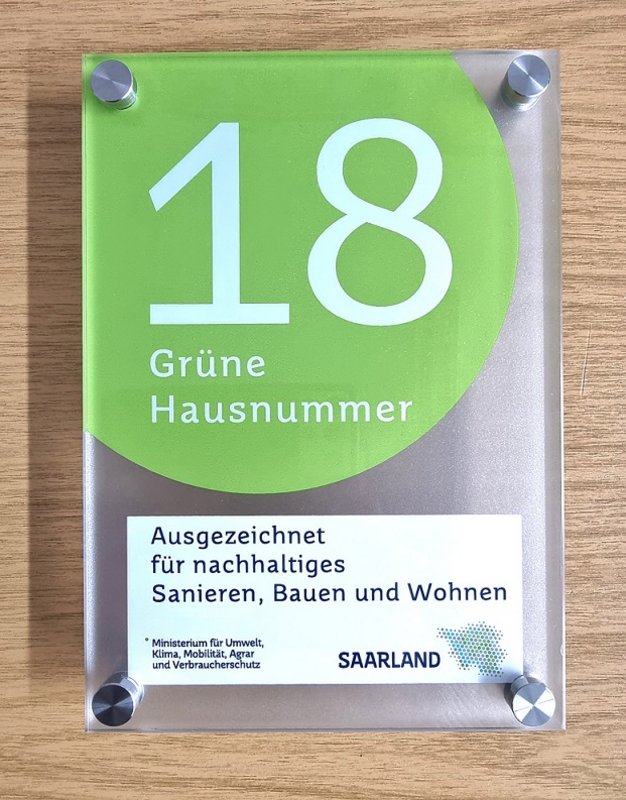 18
Grüne
Hausnummer
Ausgezeichnet
für nachhaltiges
Sanieren, Bauen und Wohnen
° Ministerium für Umwelt,
Klima, Mobilität, Agrar
und Verbraucherschutz
SAARLAND